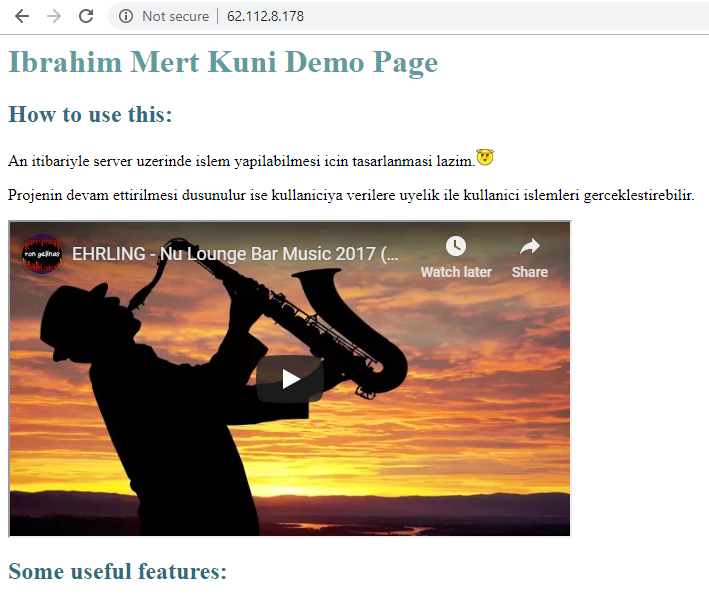 Not secure | 62.112.8.178
Ibrahim Mert Kuni Demo Page
How to use this:
An itibariyle server uzerinde islem yapilabilmesi icin tasarlanmasi lazim.
Projenin devam ettirilmesi dusunulur ise kullaniciya verilere uyelik ile kullanici islemleri gerceklestirebilir.
ron gelinas
EHRLING - Nu Lounge Bar Music 2017 (...
Watch later
Share
Some useful features: